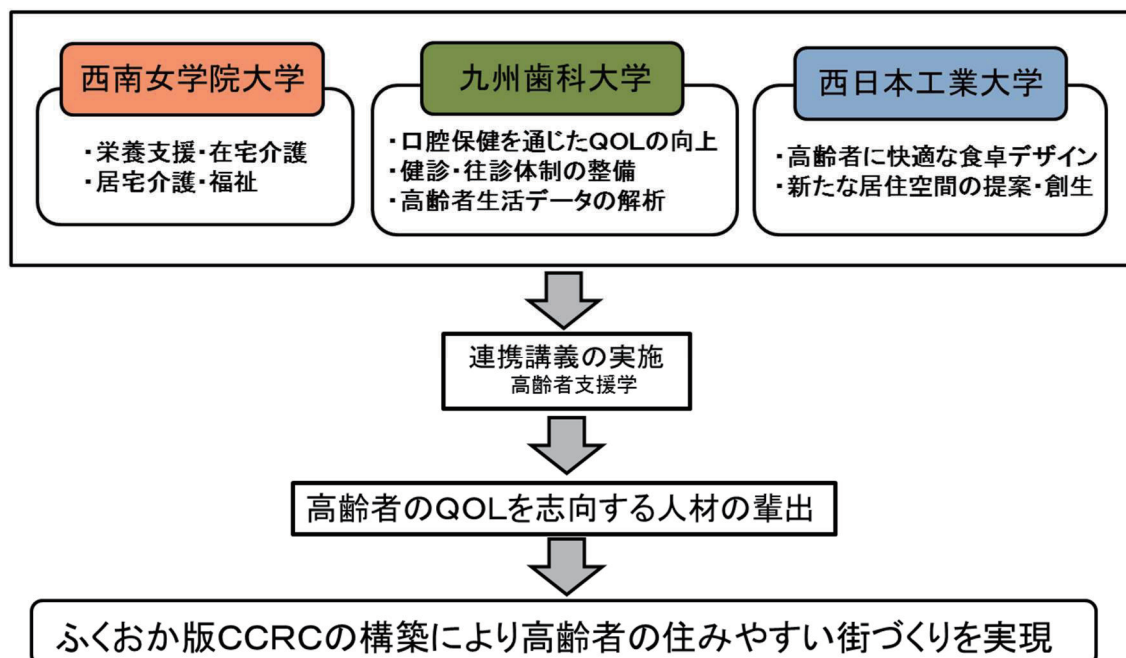 西南女学院大学
・栄養支援・在宅介護
・居宅介護・福祉
九州歯科大学
・口腔保健を通じたQOLの向上
・健診・往診体制の整備
・高齢者生活データの解析
西日本工業大学
・高齢者に快適な食卓デザイン
・新たな居住空間の提案・創生
連携講義の実施
高齢者支援学
高齢者のQOLを志向する人材の輩出
ふくおか版CCRCの構築により高齢者の住みやすい街づくりを実現